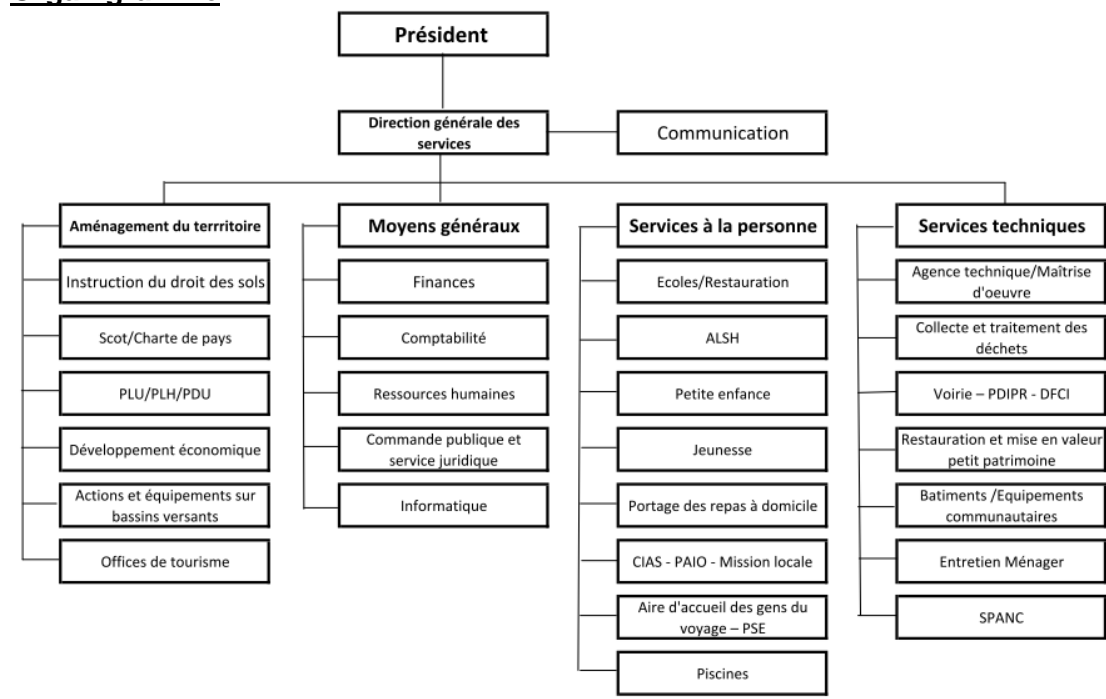 Président
Direction générale des
services
Communication
Aménagement du terrritoire
Instruction du droit des sols
Scot/Charte de pays
PLU/PLH/PDU
Développement économique
Actions et équipements sur
bassins versants
Offices de tourisme
Moyens généraux
Finances
Comptabilité
Ressources humaines
Commande publique et
service juridique
Informatique
Services à la personne
Ecoles/Restauration
ALSH
Petite enfance
Jeunesse
Portage des repas à domicile
CIAS - PAIO - Mission locale
Aire d'accueil des gens du
voyage – PSE
Piscines
Services techniques
Agence technique/Maîtrise
d'oeuvre
Collecte et traitement des
déchets
Voirie – PDIPR - DFCI
Restauration et mise en valeur
petit patrimoine
Batiments /Equipements
communautaires
Entretien Ménager
SPANC